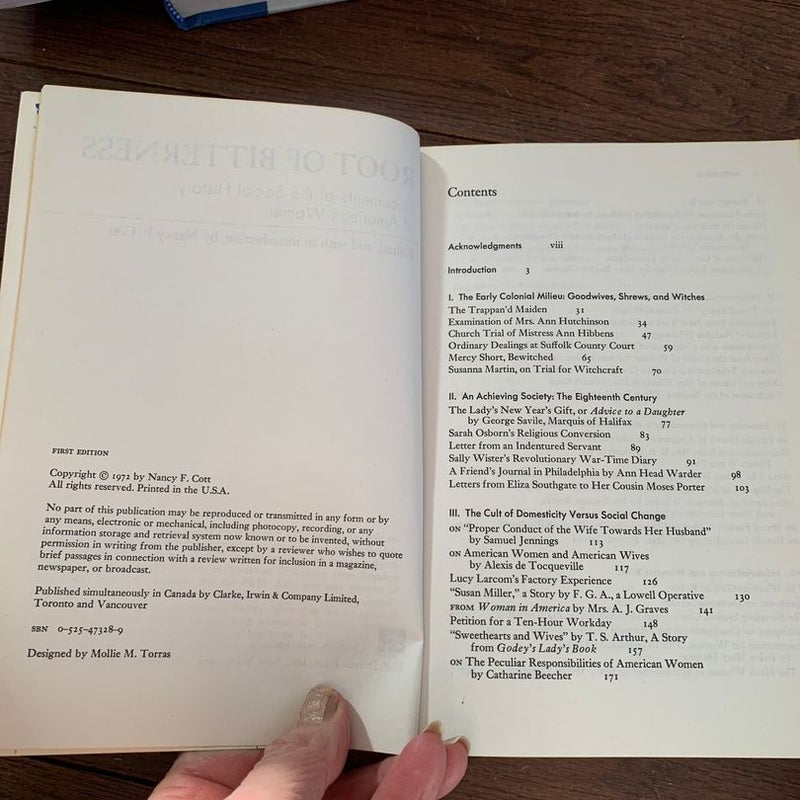 FIRST EDITION
Copyright © 1972 by Nancy F. Cott
All rights reserved. Printed in the U.S.A.
No part of this publication may be reproduced or transmitted in any form or by
any means, electronic or mechanical, including photocopy, recording, or any
information storage and retrieval system now known or to be invented, without
permission in writing from the publisher, except by a reviewer who wishes to quote
brief passages in connection with a review written for inclusion in a magazine,
newspaper, or broadcast.
Published simultaneously in Canada by Clarke, Irwin & Company Limited,
Toronto and Vancouver
SBN 0-525-47328-9
Designed by Mollie M. Torras
Contents
Acknowledgments viii
Introduction 3
I. The Early Colonial Milieu: Goodwives, Shrews, and Witches
The Trappan'd Maiden 31
Examination of Mrs. Ann Hutchinson 34
Church Trial of Mistress Ann Hibbens 47
Ordinary Dealings at Suffolk County Court 59
Mercy Short, Bewitched 65
Susanna Martin, on Trial for Witchcraft 70
II. An Achieving Society: The Eighteenth Century
The Lady's New Year's Gift, or Advice to a Daughter
by George Savile, Marquis of Halifax 77
Sarah Osborn's Religious Conversion 83
Letter from an Indentured Servant 89
Sally Wister's Revolutionary War-Time Diary 91
A Friend's Journal in Philadelphia by Ann Head Warder 98
Letters from Eliza Southgate to Her Cousin Moses Porter 103
III. The Cult of Domesticity Versus Social Change
ON "Proper Conduct of the Wife Towards Her Husband"
by Samuel Jennings 113
ON American Women and American Wives
by Alexis de Tocqueville 117
Lucy Larcom's Factory Experience 126
"Susan Miller," a Story by F. G. A., a Lowell Operative 130
FROM Woman in America by Mrs. A. J. Graves 141
Petition for a Ten-Hour Workday 148
"Sweethearts and Wives" by T. S. Arthur, A Story
from Godey's Lady's Book 157
ON The Peculiar Responsibilities of American Women
by Catharine Beecher 171